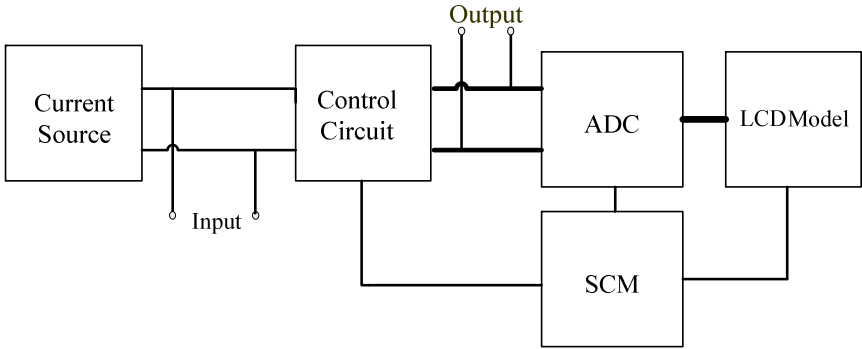 Output
Current
Source
Control
Circuit
ADC
LCDModel
Input
SCM